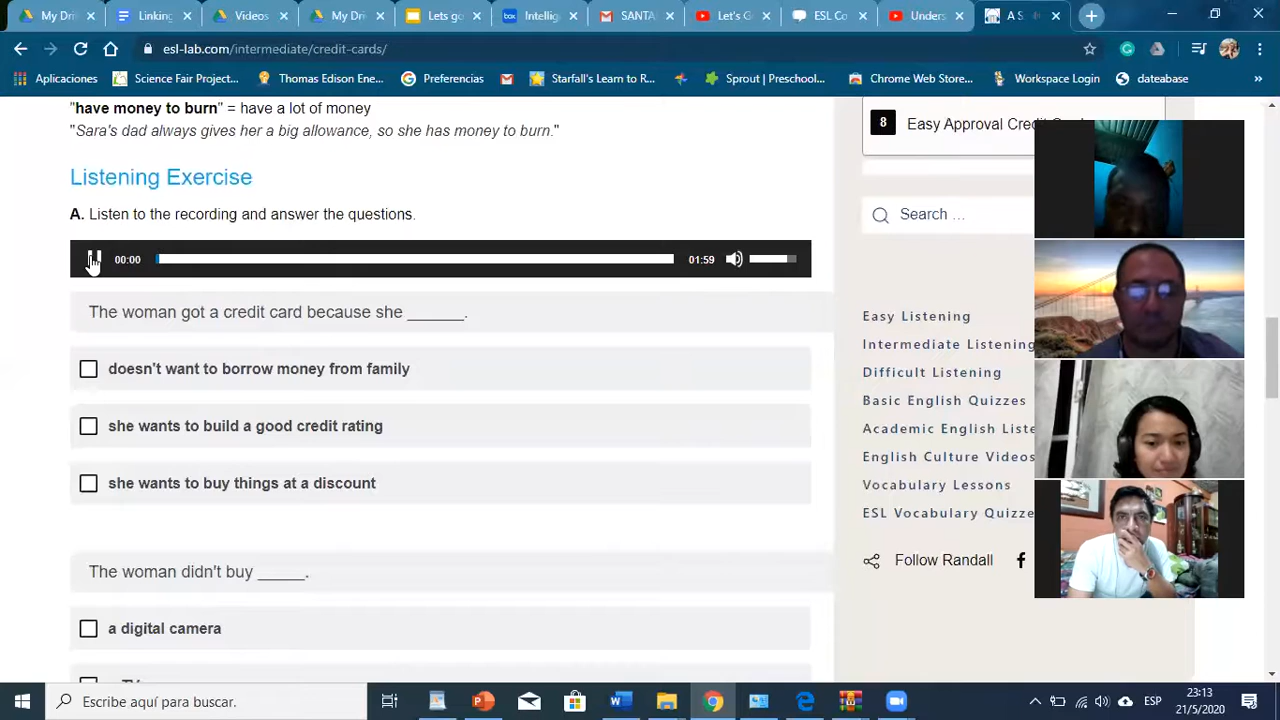 My Dri
Linking
Videos
My Dri
Lets go
Intellig
SANTA
Let's G
ESL Co
Unders
A S
esl-lab.com/intermediate/credit-cards/
Aplicaciones
Science Fair Project...
Thomas Edison Ene...
Preferencias
Starfall's Learn to R...
Sprout | Preschool...
Chrome Web Store...
Workspace Login
dateabase
»
"have money to burn" = have a lot of money
"Sara's dad always gives her a big allowance, so she has money to burn."
Listening Exercise
A. Listen to the recording and answer the questions.
00:00
01:59
The woman got a credit card because she ______.
doesn't want to borrow money from family
she wants to build a good credit rating
she wants to buy things at a discount
The woman didn't buy _____.
a digital camera
8
Easy Approval Credit
Search ...
Easy Listening
Intermediate Listening
Difficult Listening
Basic English Quizzes
Academic English Liste
English Culture Videos
Vocabulary Lessons
ESL Vocabulary Quizze
Follow Randall
Escribe aquí para buscar.
ESP
23:13
21/5/2020